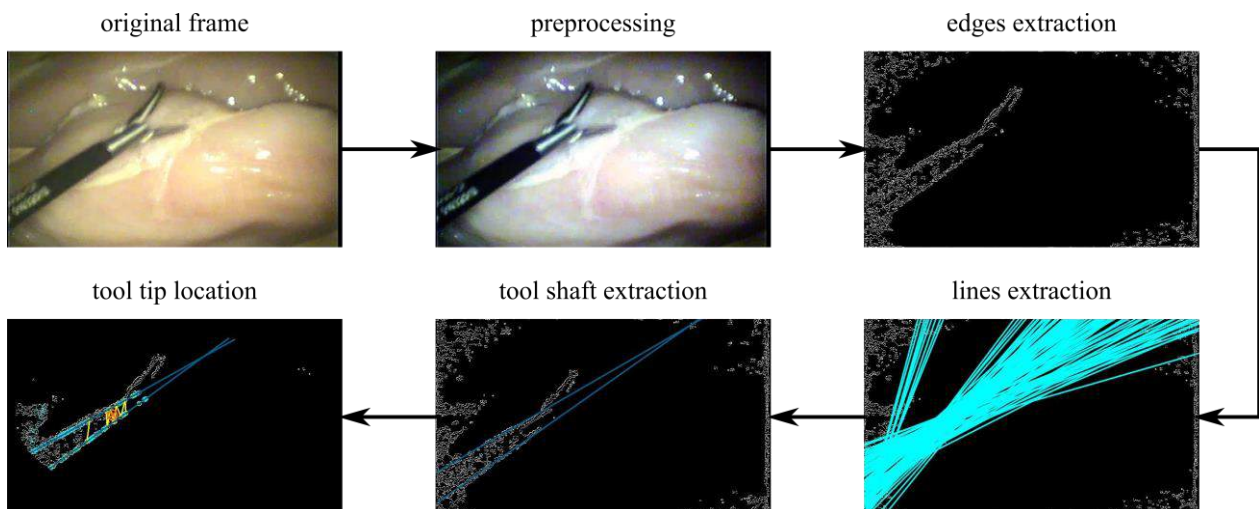 original frame
preprocessing
edges extraction
tool tip location
tool shaft extraction
lines extraction